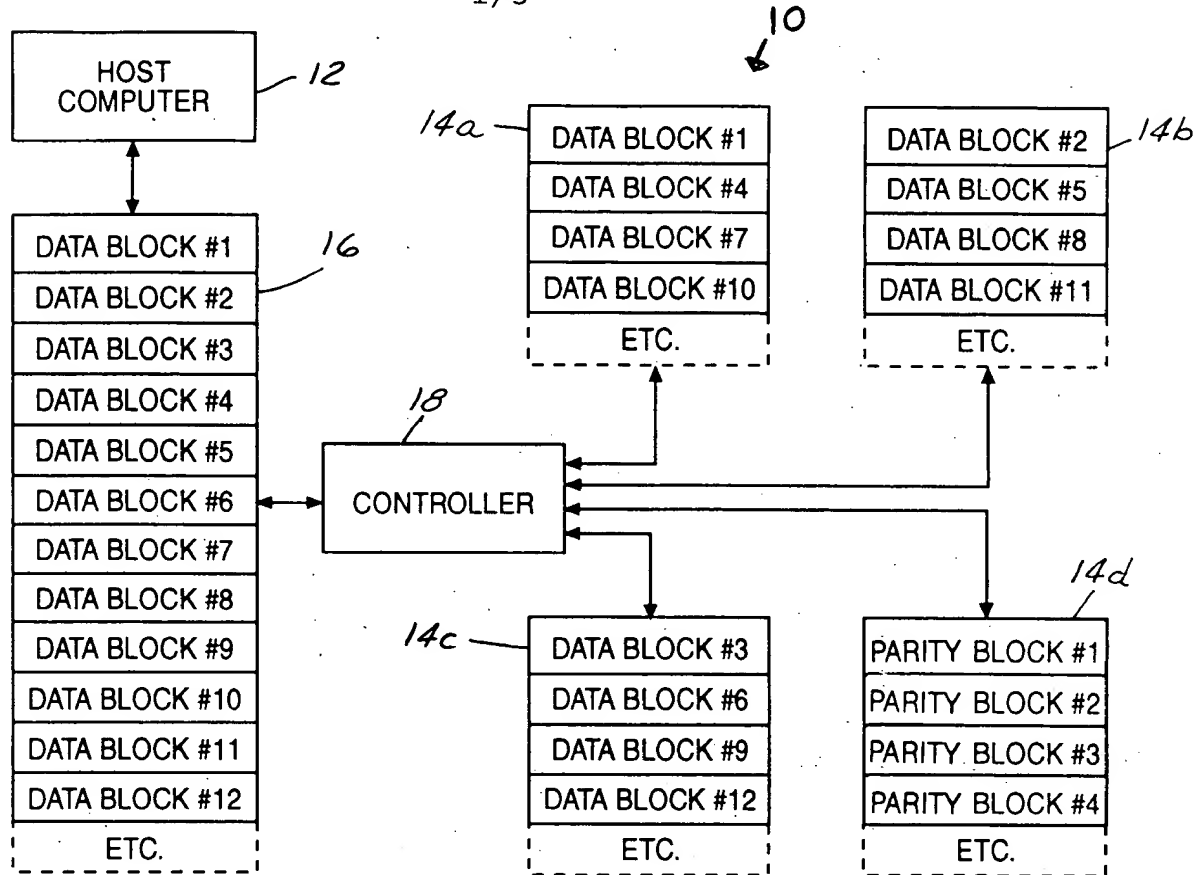 10
HOST
COMPUTER
12
14a
DATA BLOCK #1
DATA BLOCK #4
DATA BLOCK #7
DATA BLOCK #10
ETC.
14b
DATA BLOCK #2
DATA BLOCK #5
DATA BLOCK #8
DATA BLOCK #11
ETC.
16
DATA BLOCK #1
DATA BLOCK #2
DATA BLOCK #3
DATA BLOCK #4
DATA BLOCK #5
DATA BLOCK #6
DATA BLOCK #7
DATA BLOCK #8
DATA BLOCK #9
DATA BLOCK #10
DATA BLOCK #11
DATA BLOCK #12
ETC.
18
CONTROLLER
14c
DATA BLOCK #3
DATA BLOCK #6
DATA BLOCK #9
DATA BLOCK #12
ETC.
14d
PARITY BLOCK #1
PARITY BLOCK #2
PARITY BLOCK #3
PARITY BLOCK #4
ETC.